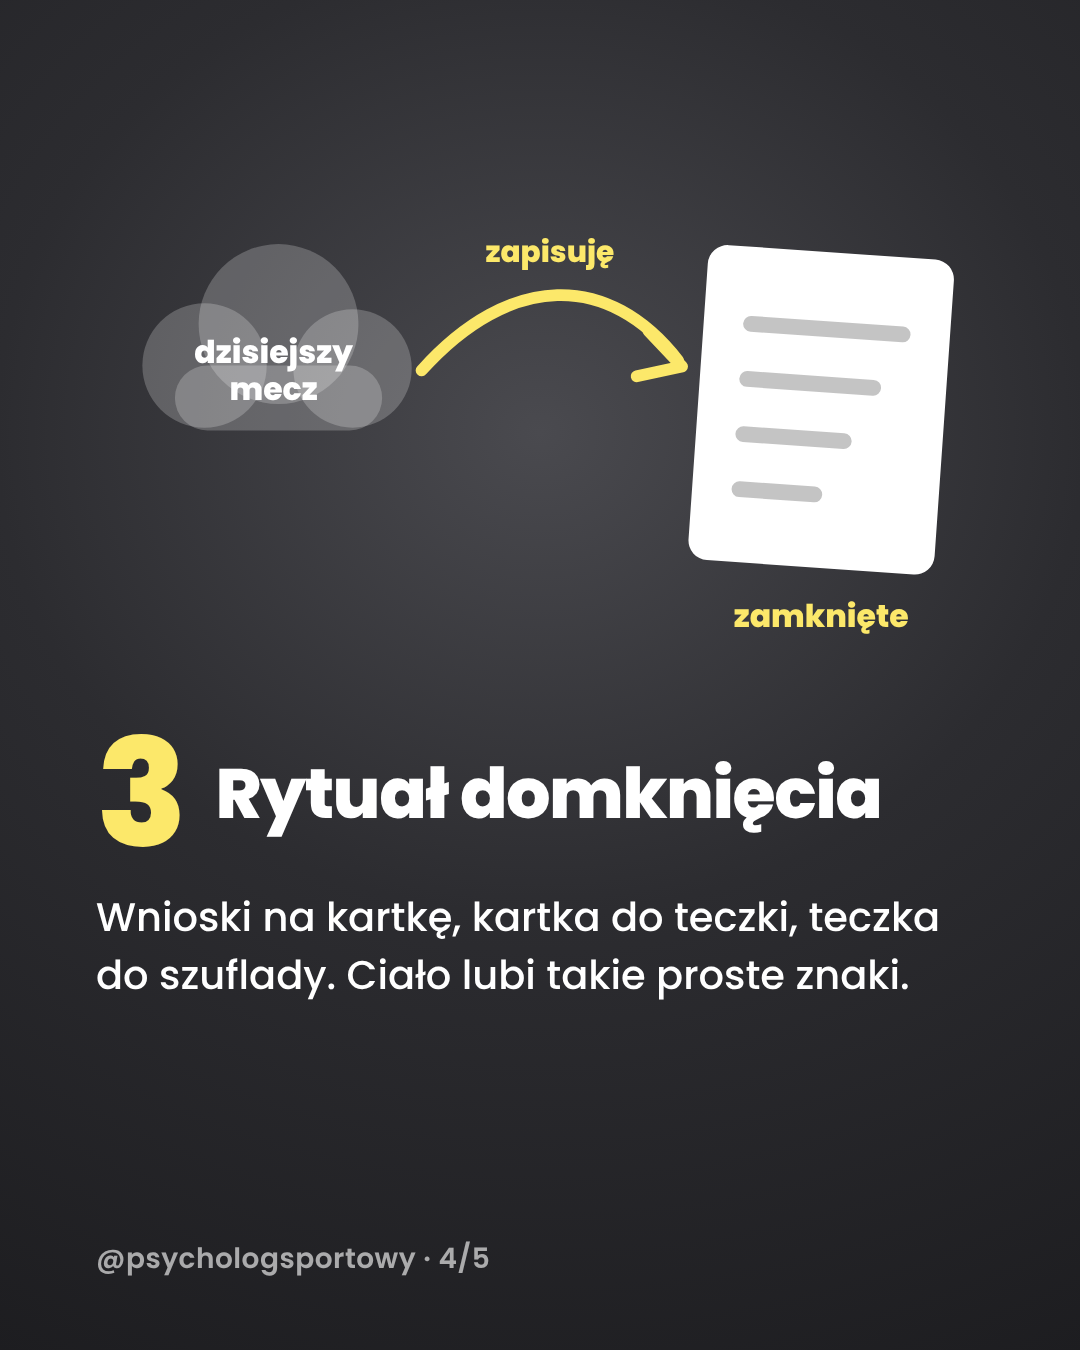 zapisuję
dzisiejszy
mecz
zamknięte
3 Rytuał domknięcia
Wnioski na kartkę, kartka do teczki, teczka
do szuflady. Ciało lubi takie proste znaki.
@psychologsportowy · 4/5